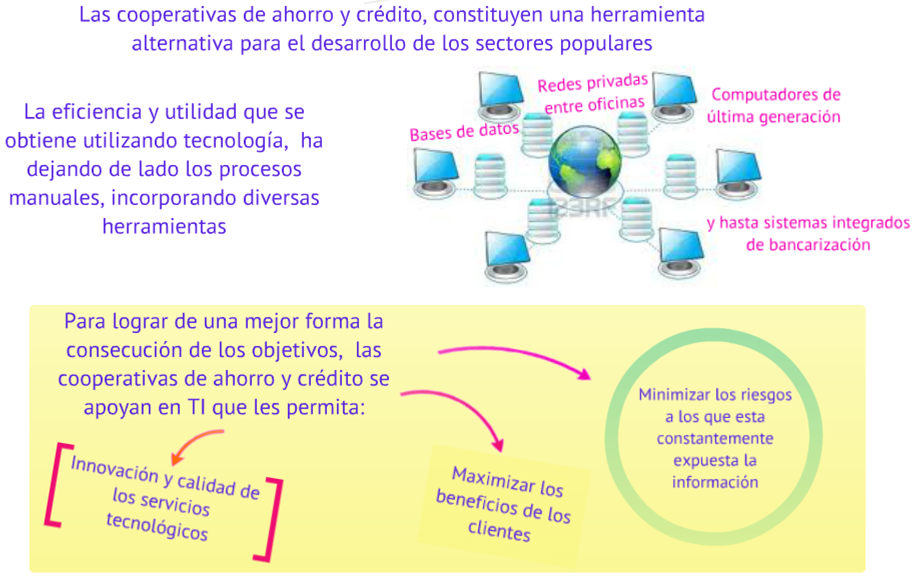 Las cooperativas de ahorro y crédito, constituyen una herramienta
alternativa para el desarrollo de los sectores populares
La eficiencia y utilidad que se
obtiene utilizando tecnología, ha
dejando de lado los procesos
manuales, incorporando diversas
herramientas
Bases de datos
Redes privadas
entre oficinas
Computadores de
última generación
123RF
y hasta sistemas integrados
de bancarización
Para lograr de una mejor forma la
consecución de los objetivos, las
cooperativas de ahorro y crédito se
apoyan en TI que les permita:
Innovación y calidad de
los servicios
tecnológicos
Maximizar los
beneficios de los
clientes
Minimizar los riesgos
a los que esta
constantemente
expuesta la
información